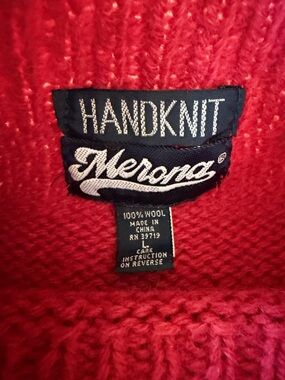 HANDKNIT
Merona®
100% WOOL
MADE IN
CHINA
RN 39719
L
CARE
INSTRUCTION
ON REVERSE